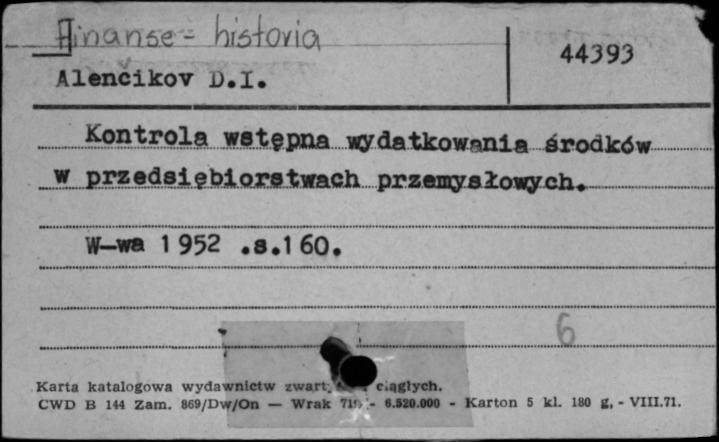 Finanse - historia
44393
Alenčikov D.I.
Kontrola wstępna wydatkowania środków
w przedsiębiorstwach przemysłowych.
W-wa 1952 .s.160.
6
Karta katalogowa wydawnictw zwart. ciągłych.
CWD B 144 Zam. 869/Dw/On — Wrak - 6.520.000 - Karton 5 kl. 180 g. - VIII.71.